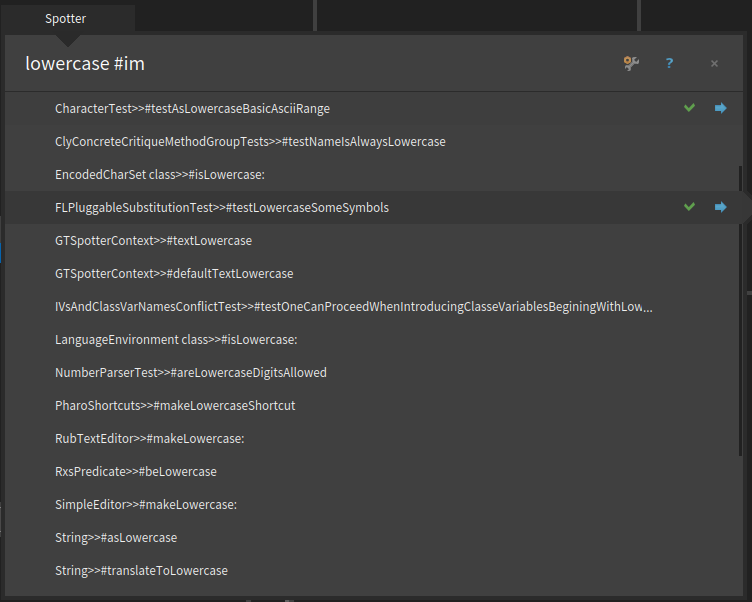 Spotter
lowercase #im
?
CharacterTest>>#testAsLowercaseBasicAsciiRange
ClyConcreteCritiqueMethodGroupTests>>#testNameIsAlwaysLowercase
EncodedCharSet class>>#isLowercase:
FLPluggableSubstitutionTest>>#testLowercaseSomeSymbols
GTSpotterContext>>#textLowercase
GTSpotterContext>>#defaultTextLowercase
IVsAndClassVarNamesConflictTest>>#testOneCanProceedWhenIntroducingClasseVariablesBeginingWithLow...
LanguageEnvironment class>>#isLowercase:
NumberParserTest>>#areLowercaseDigitsAllowed
PharoShortcuts>>#makeLowercaseShortcut
RubTextEditor>>#makeLowercase:
RxsPredicate>>#beLowercase
SimpleEditor>>#makeLowercase:
String>>#asLowercase
String>>#translateToLowercase